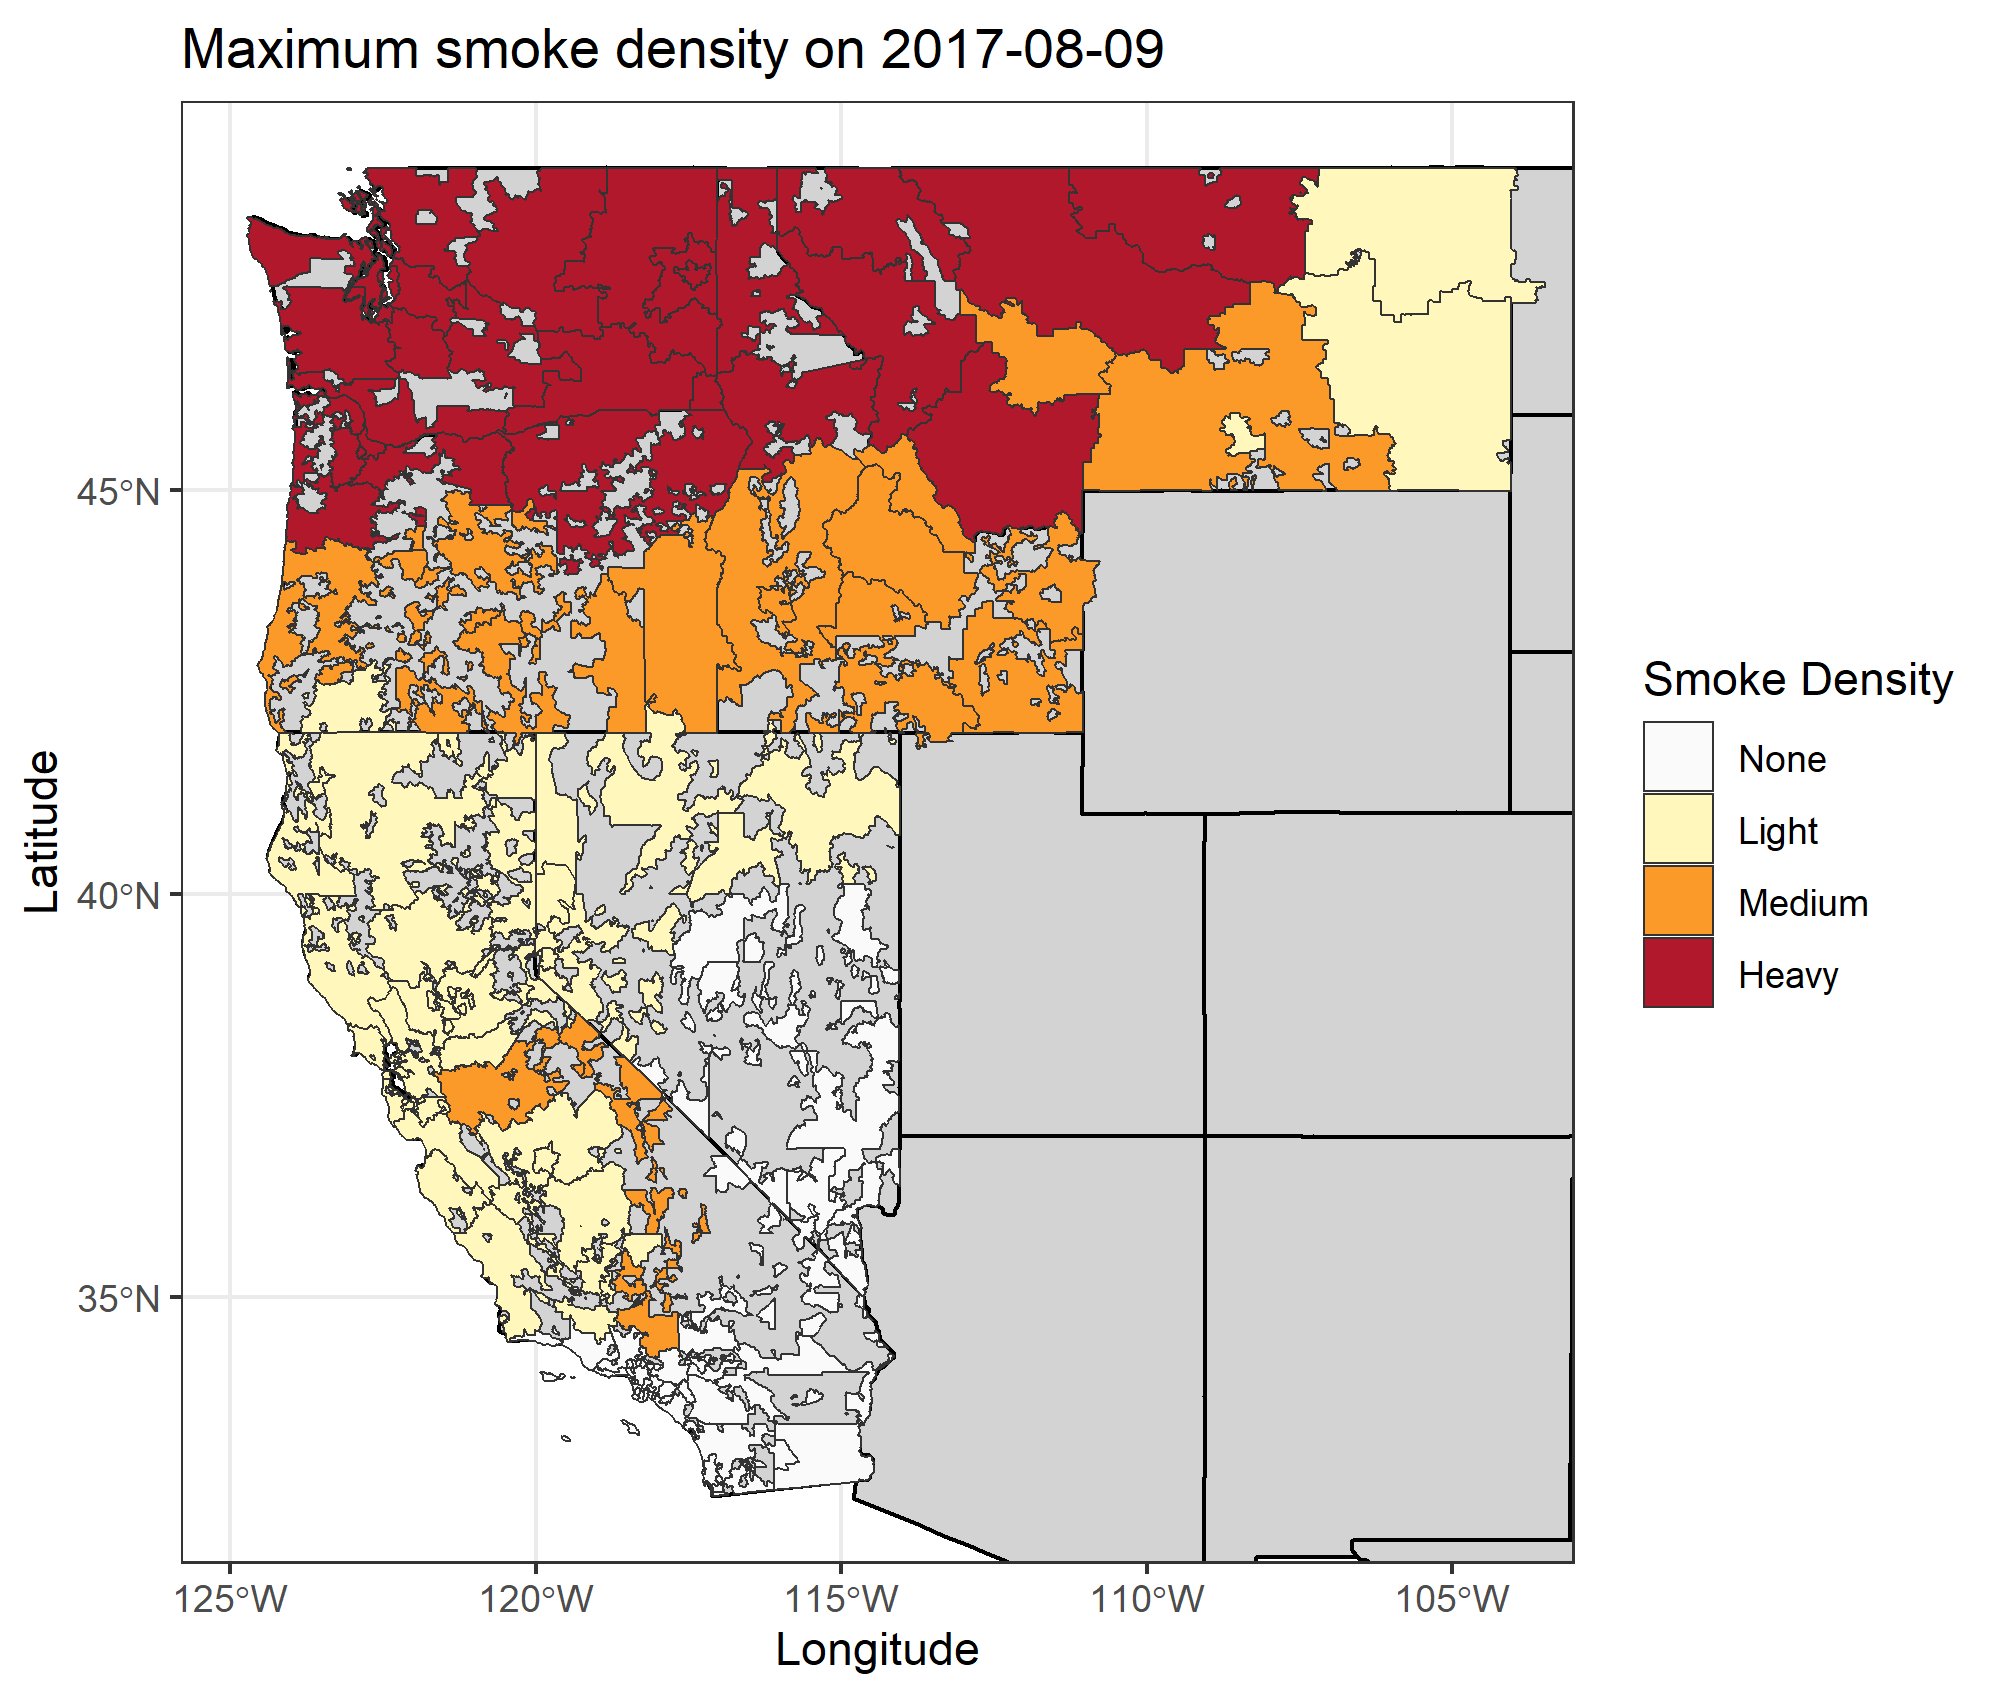 Maximum smoke density on 2017-08-09
45°N
40°N
35°N
Latitude
125°W
120°W
115°W
110°W
105°W
Longitude
Smoke Density
None
Light
Medium
Heavy